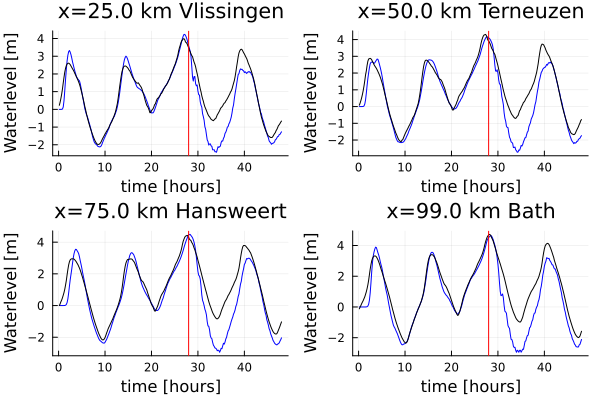 x=25.0 km Vlissingen
Waterlevel [m]
4
3
2
1
0
−1
−2
0 10 20 30 40
time [hours]
x=50.0 km Terneuzen
Waterlevel [m]
4
3
2
1
0
−1
−2
0 10 20 30 40
time [hours]
x=75.0 km Hansweert
Waterlevel [m]
4
2
0
−2
0 10 20 30 40
time [hours]
x=99.0 km Bath
Waterlevel [m]
4
2
0
−2
0 10 20 30 40
time [hours]